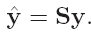 ŷ = Sy.